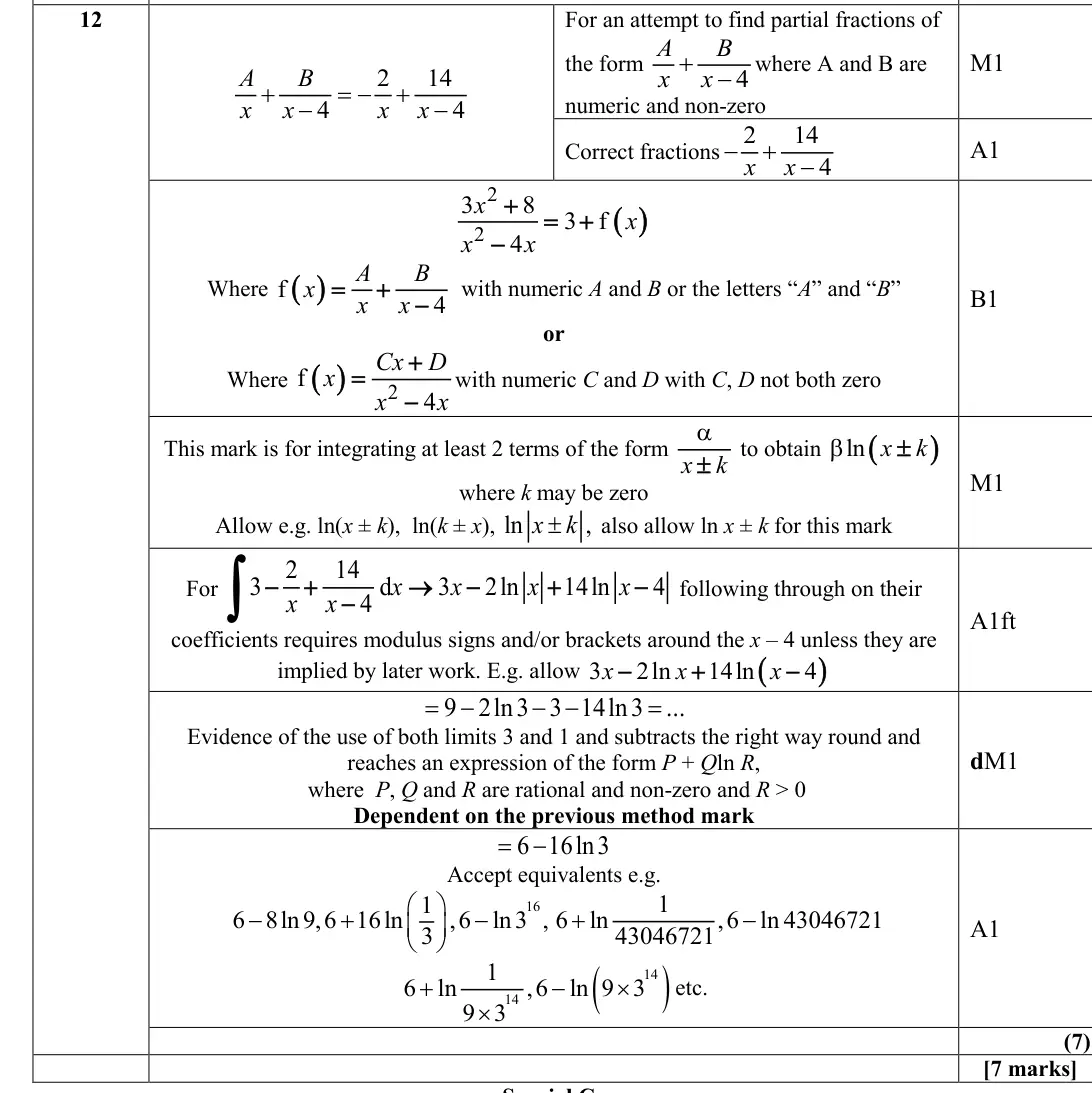 12
A/x + B/(x − 4) = −2/x + 14/(x − 4)
For an attempt to find partial fractions of
the form A/x + B/(x − 4) where A and B are
numeric and non-zero
M1
Correct fractions −2/x + 14/(x − 4)
A1
(3x² + 8)/(x² − 4x) = 3 + f(x)
Where f(x) = A/x + B/(x − 4) with numeric A and B or the letters “A” and “B”
or
Where f(x) = (Cx + D)/(x² − 4x) with numeric C and D with C, D not both zero
B1
This mark is for integrating at least 2 terms of the form α/(x ± k) to obtain β ln(x ± k)
where k may be zero
Allow e.g. ln(x ± k), ln(k ± x), ln|x ± k|, also allow ln x ± k for this mark
M1
For ∫ 3 − 2/x + 14/(x − 4) dx → 3x − 2 ln|x| + 14 ln|x − 4| following through on their
coefficients requires modulus signs and/or brackets around the x – 4 unless they are
implied by later work. E.g. allow 3x − 2 ln x + 14 ln(x − 4)
A1ft
= 9 − 2 ln 3 − 3 − 14 ln 3 = ...
Evidence of the use of both limits 3 and 1 and subtracts the right way round and
reaches an expression of the form P + Qln R,
where P, Q and R are rational and non-zero and R > 0
Dependent on the previous method mark
dM1
= 6 − 16 ln 3
Accept equivalents e.g.
6 − 8 ln 9, 6 + 16 ln(1/3), 6 − ln 3¹⁶, 6 + ln 1/43046721, 6 − ln 43046721
6 + ln 1/(9 × 3¹⁴), 6 − ln(9 × 3¹⁴) etc.
A1
(7)
[7 marks]